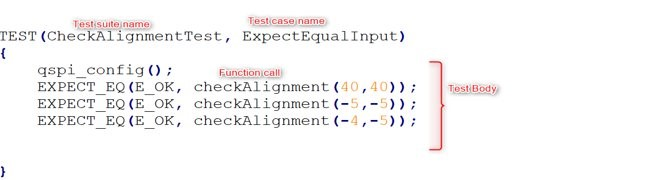 Test suite name
Test case name
TEST(CheckAlignmentTest, ExpectEqualInput)
{
qspi_config();
Function call
EXPECT_EQ(E_OK, checkAlignment(40,40));
EXPECT_EQ(E_OK, checkAlignment(-5,-5));
EXPECT_EQ(E_OK, checkAlignment(-4,-5));
Test Body
}